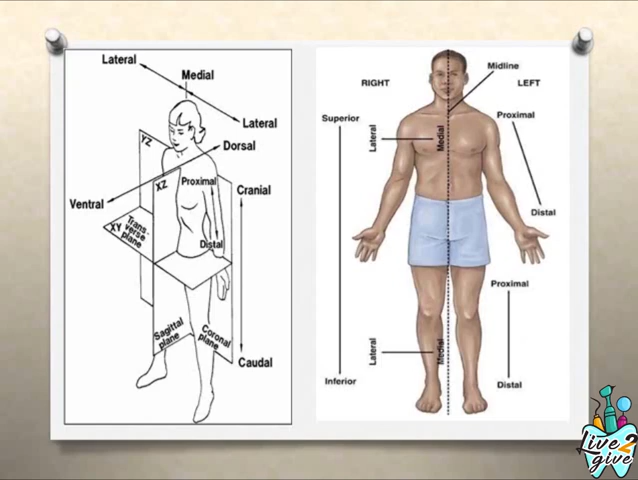 Lateral
Medial
Lateral
Dorsal
YZ
XZ
Proximal
Cranial
Ventral
Trans-
verse
plane
XY
Distal
Sagittal
plane
Coronal
plane
Caudal
Midline
RIGHT
LEFT
Superior
Proximal
Lateral
Medial
Distal
Proximal
Lateral
Medial
Inferior
Distal
Live 2
give